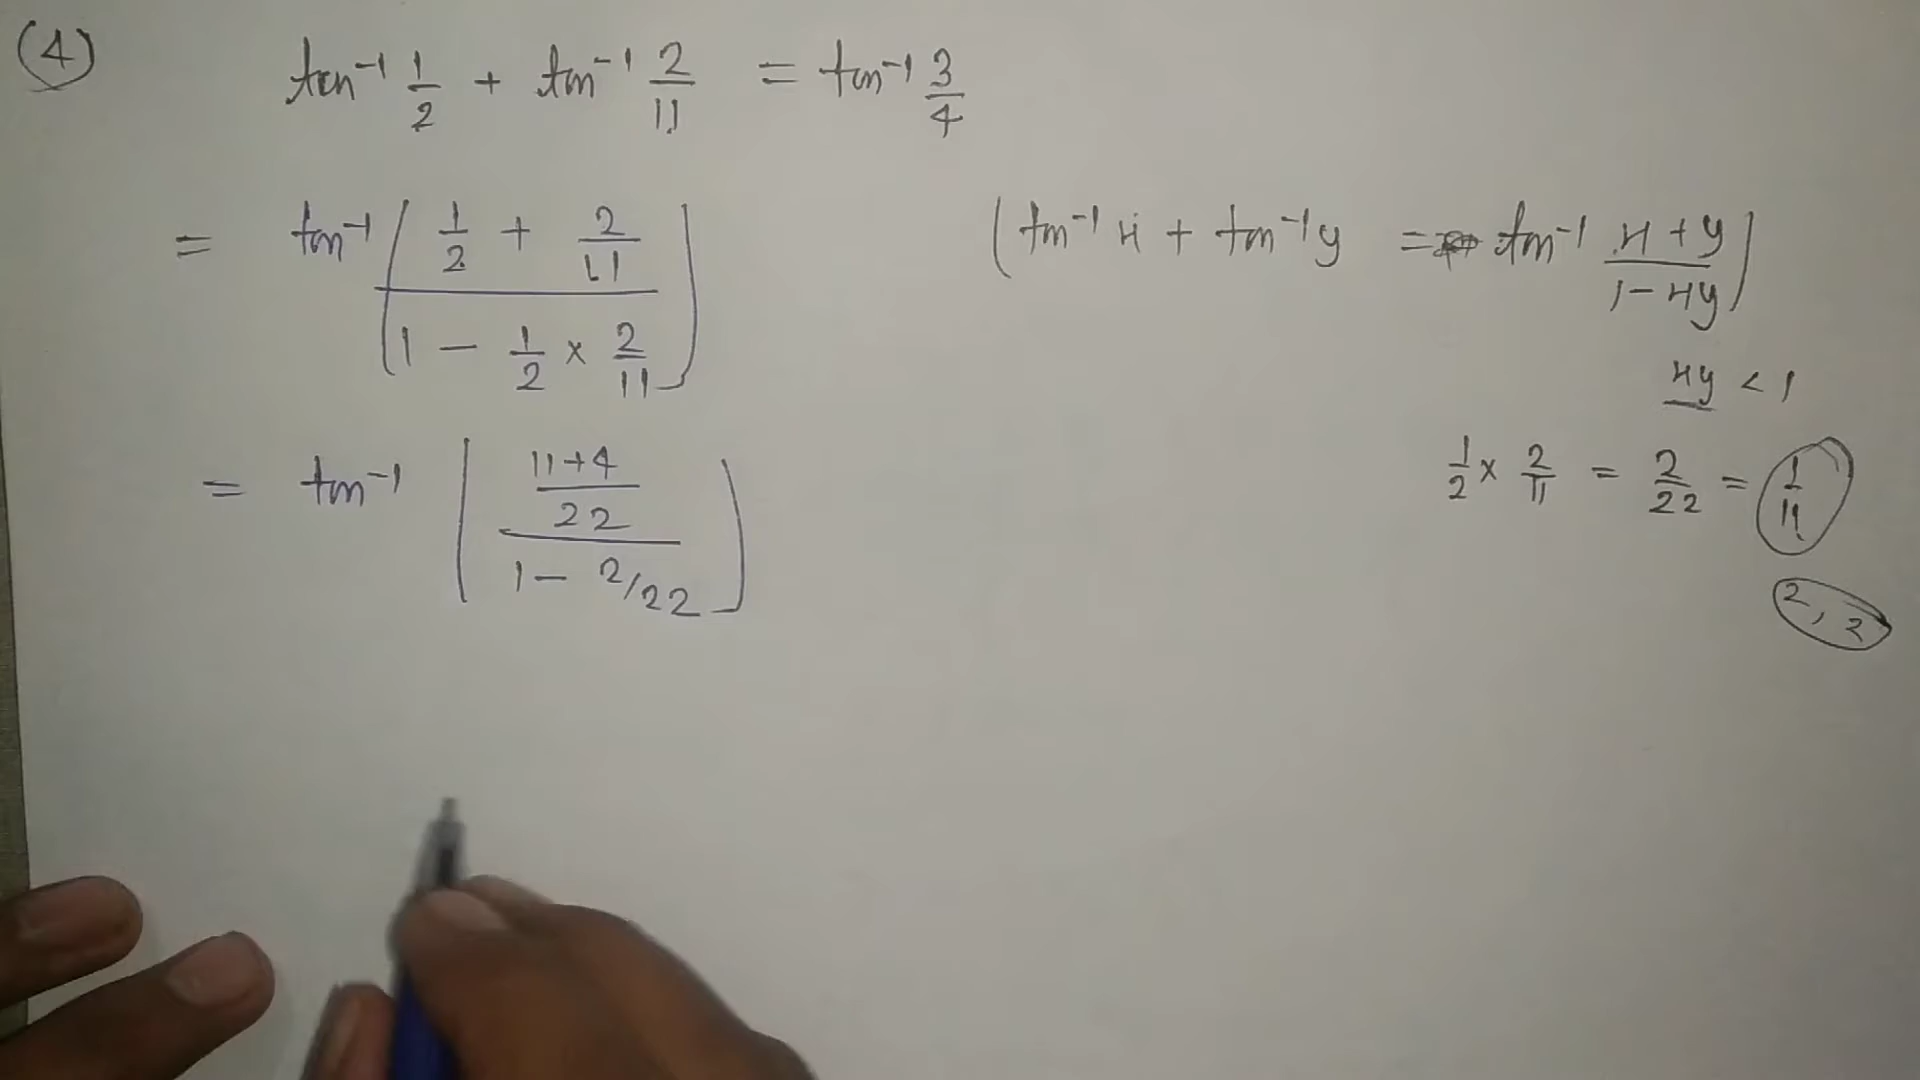 (4) tan⁻¹ 1/2 + tan⁻¹ 2/11 = tan⁻¹ 3/4
= tan⁻¹ ( (1/2 + 2/11) / (1 - 1/2 × 2/11) )
(tan⁻¹ x + tan⁻¹ y = tan⁻¹ (x + y)/(1 - xy))
xy < 1
= tan⁻¹ ( ((11+4)/22) / (1 - 2/22) )
1/2 × 2/11 = 2/22 = 1/11
2, 2